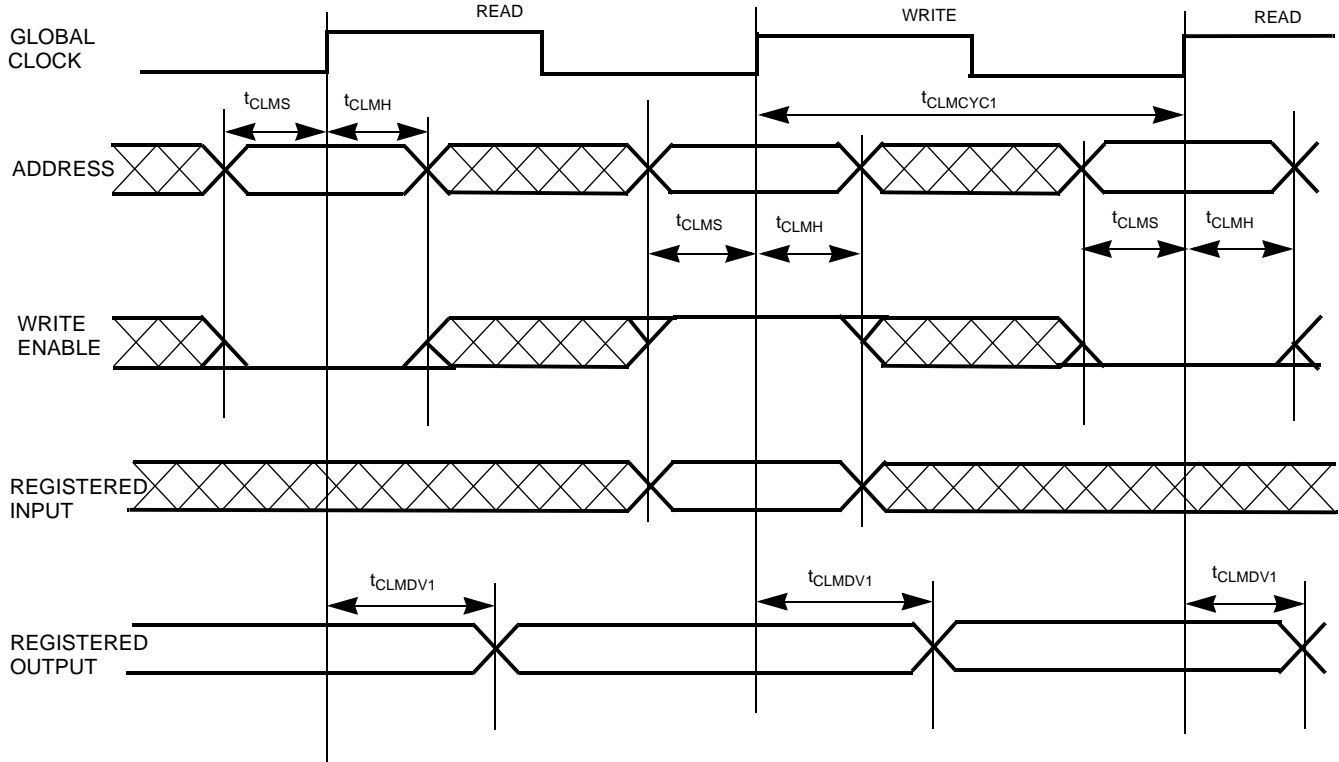 READ
WRITE
READ
GLOBAL
CLOCK
tCLMS
tCLMH
tCLMCYC1
ADDRESS
tCLMS
tCLMH
tCLMS
tCLMH
WRITE
ENABLE
REGISTERED
INPUT
tCLMDV1
tCLMDV1
tCLMDV1
REGISTERED
OUTPUT